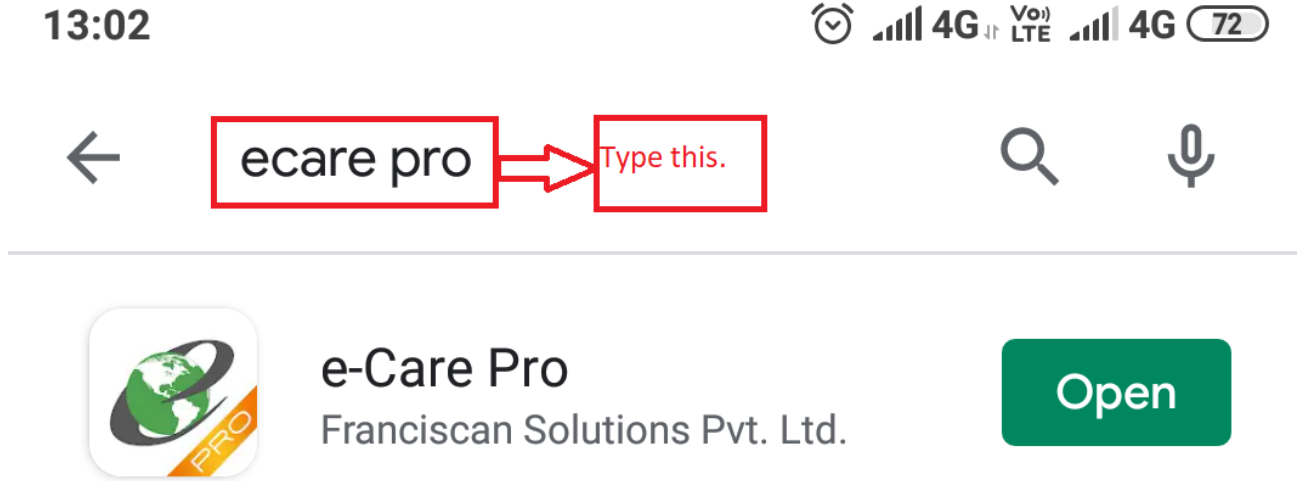 13:02 4G Vo) LTE 4G 72
ecare pro Type this.
e-Care Pro
Franciscan Solutions Pvt. Ltd.
Open
PRO